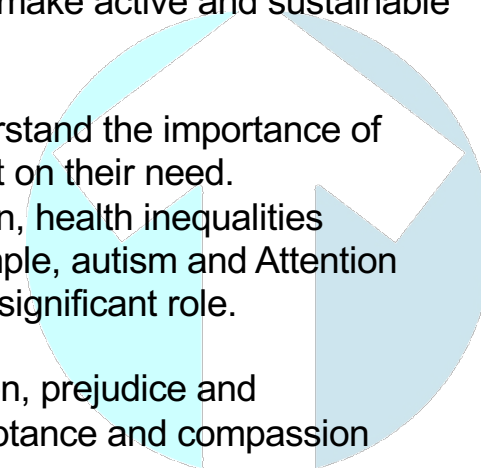 make active and sustainable
rstand the importance of
t on their need.
n, health inequalities
nple, autism and Attention
significant role.
n, prejudice and
ptance and compassion